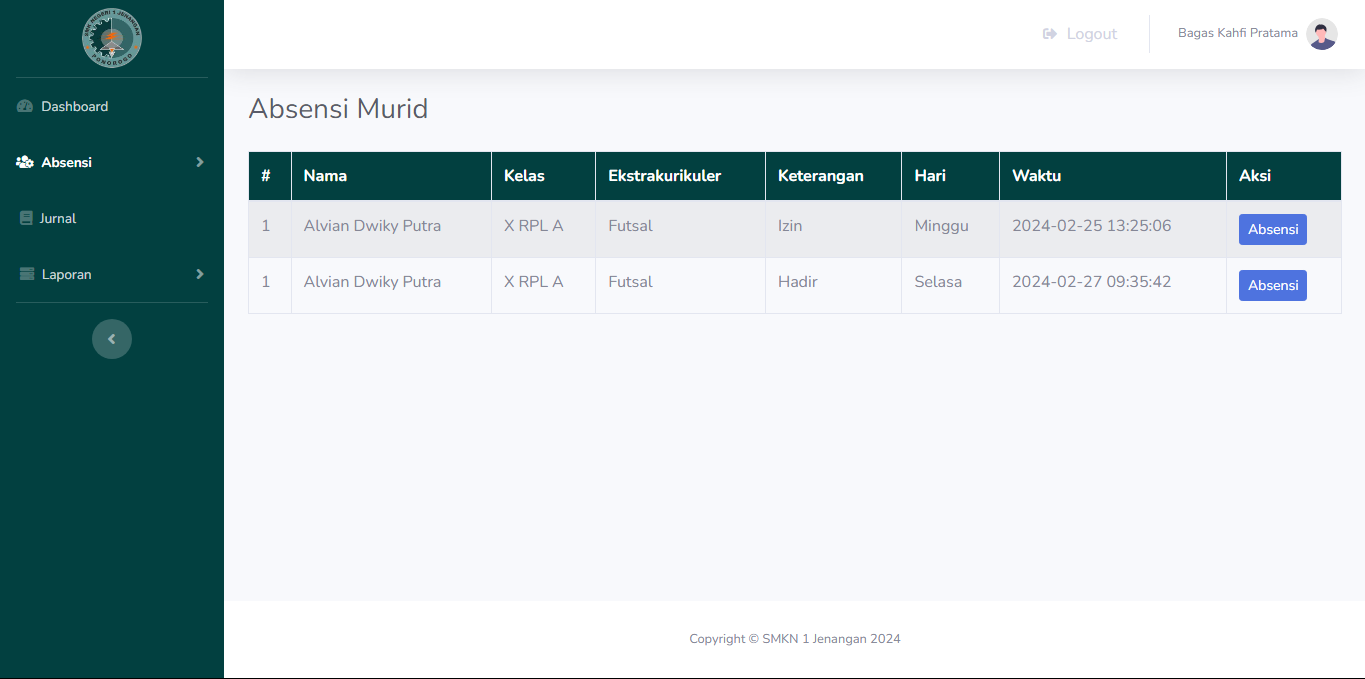 SMK NEGERI 1 JENANGAN
PONOROGO
Logout
Bagas Kahfi Pratama
Dashboard
Absensi
Jurnal
Laporan
Absensi Murid
# Nama Kelas Ekstrakurikuler Keterangan Hari Waktu Aksi
1 Alvian Dwiky Putra X RPL A Futsal Izin Minggu 2024-02-25 13:25:06 Absensi
1 Alvian Dwiky Putra X RPL A Futsal Hadir Selasa 2024-02-27 09:35:42 Absensi
Copyright © SMKN 1 Jenangan 2024